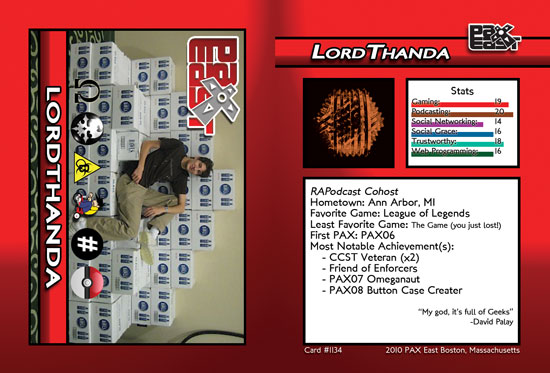 LORDTHANDA
PAX
EAST
#
LORDTHANDA
PAX
EAST
Stats
Gaming: 19
Podcasting: 20
Social Networking: 14
Social Grace: 16
Trustworthy: 18
Web Programming: 16
RAPodcast Cohost
Hometown: Ann Arbor, MI
Favorite Game: League of Legends
Least Favorite Game: The Game (you just lost!)
First PAX: PAX06
Most Notable Achievement(s):
- CCST Veteran (x2)
- Friend of Enforcers
- PAX07 Omeganaut
- PAX08 Button Case Creater
"My god, it's full of Geeks"
-David Palay
Card #1134
2010 PAX East Boston, Massachusetts